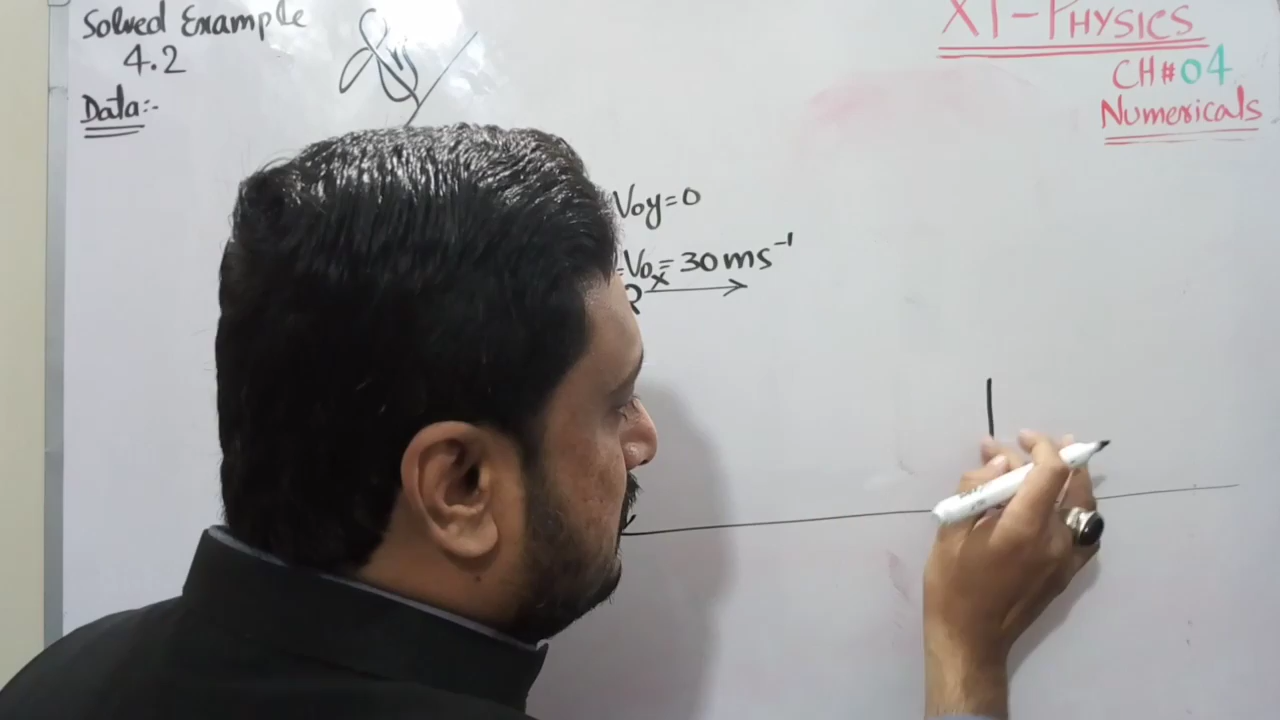 Solved Example
4.2
Data:-
XI-PHYSICS
CH#04
Numericals
Voy=0
Vox=30ms⁻¹